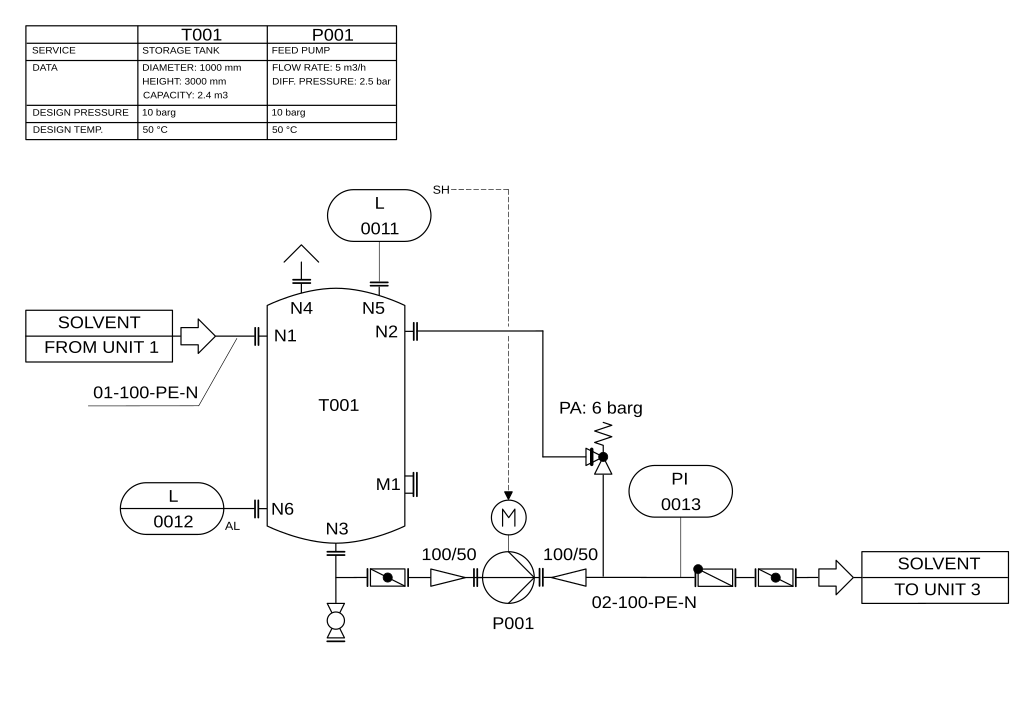 T001 P001
SERVICE STORAGE TANK FEED PUMP
DATA DIAMETER: 1000 mm FLOW RATE: 5 m3/h
HEIGHT: 3000 mm DIFF. PRESSURE: 2.5 bar
CAPACITY: 2.4 m3
DESIGN PRESSURE 10 barg 10 barg
DESIGN TEMP. 50 °C 50 °C
SH
L
0011
N4 N5
SOLVENT
FROM UNIT 1
N1 N2
01-100-PE-N
T001
PA: 6 barg
M1
PI
0013
L
0012
AL
N6
M
N3
100/50 100/50
SOLVENT
TO UNIT 3
02-100-PE-N
P001